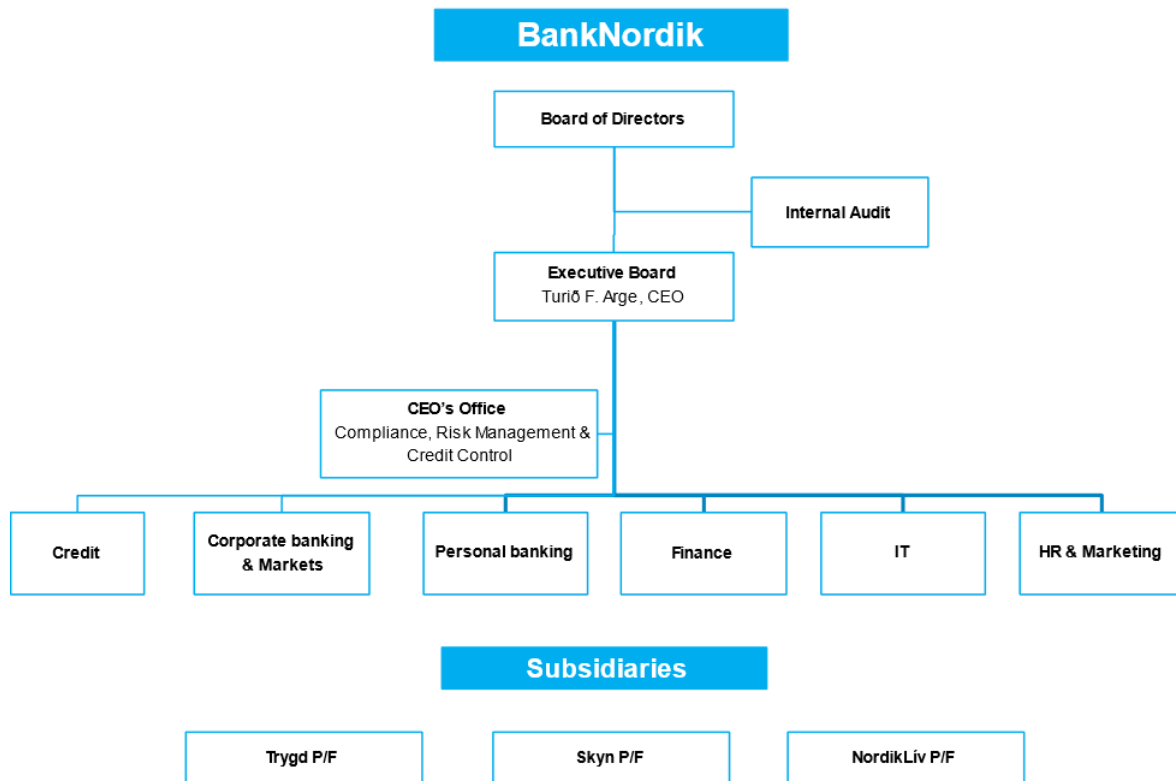 BankNordik
Board of Directors
Internal Audit
Executive Board
Turið F. Arge, CEO
CEO’s Office
Compliance, Risk Management &
Credit Control
Credit
Corporate banking
& Markets
Personal banking
Finance
IT
HR & Marketing
Subsidiaries
Trygd P/F
Skyn P/F
NordikLív P/F